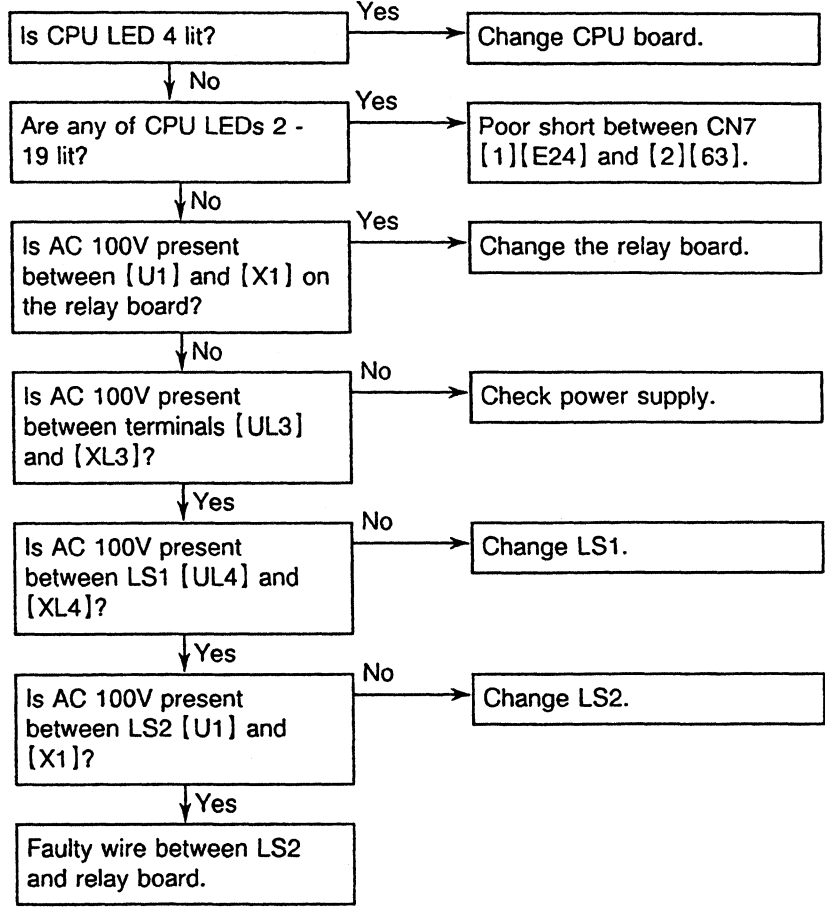 Is CPU LED 4 lit?
Yes
Change CPU board.
No
Are any of CPU LEDs 2 -
19 lit?
Yes
Poor short between CN7
[1][E24] and [2][63].
No
Is AC 100V present
between [U1] and [X1] on
the relay board?
Yes
Change the relay board.
No
Is AC 100V present
between terminals [UL3]
and [XL3]?
No
Check power supply.
Yes
Is AC 100V present
between LS1 [UL4] and
[XL4]?
No
Change LS1.
Yes
Is AC 100V present
between LS2 [U1] and
[X1]?
No
Change LS2.
Yes
Faulty wire between LS2
and relay board.